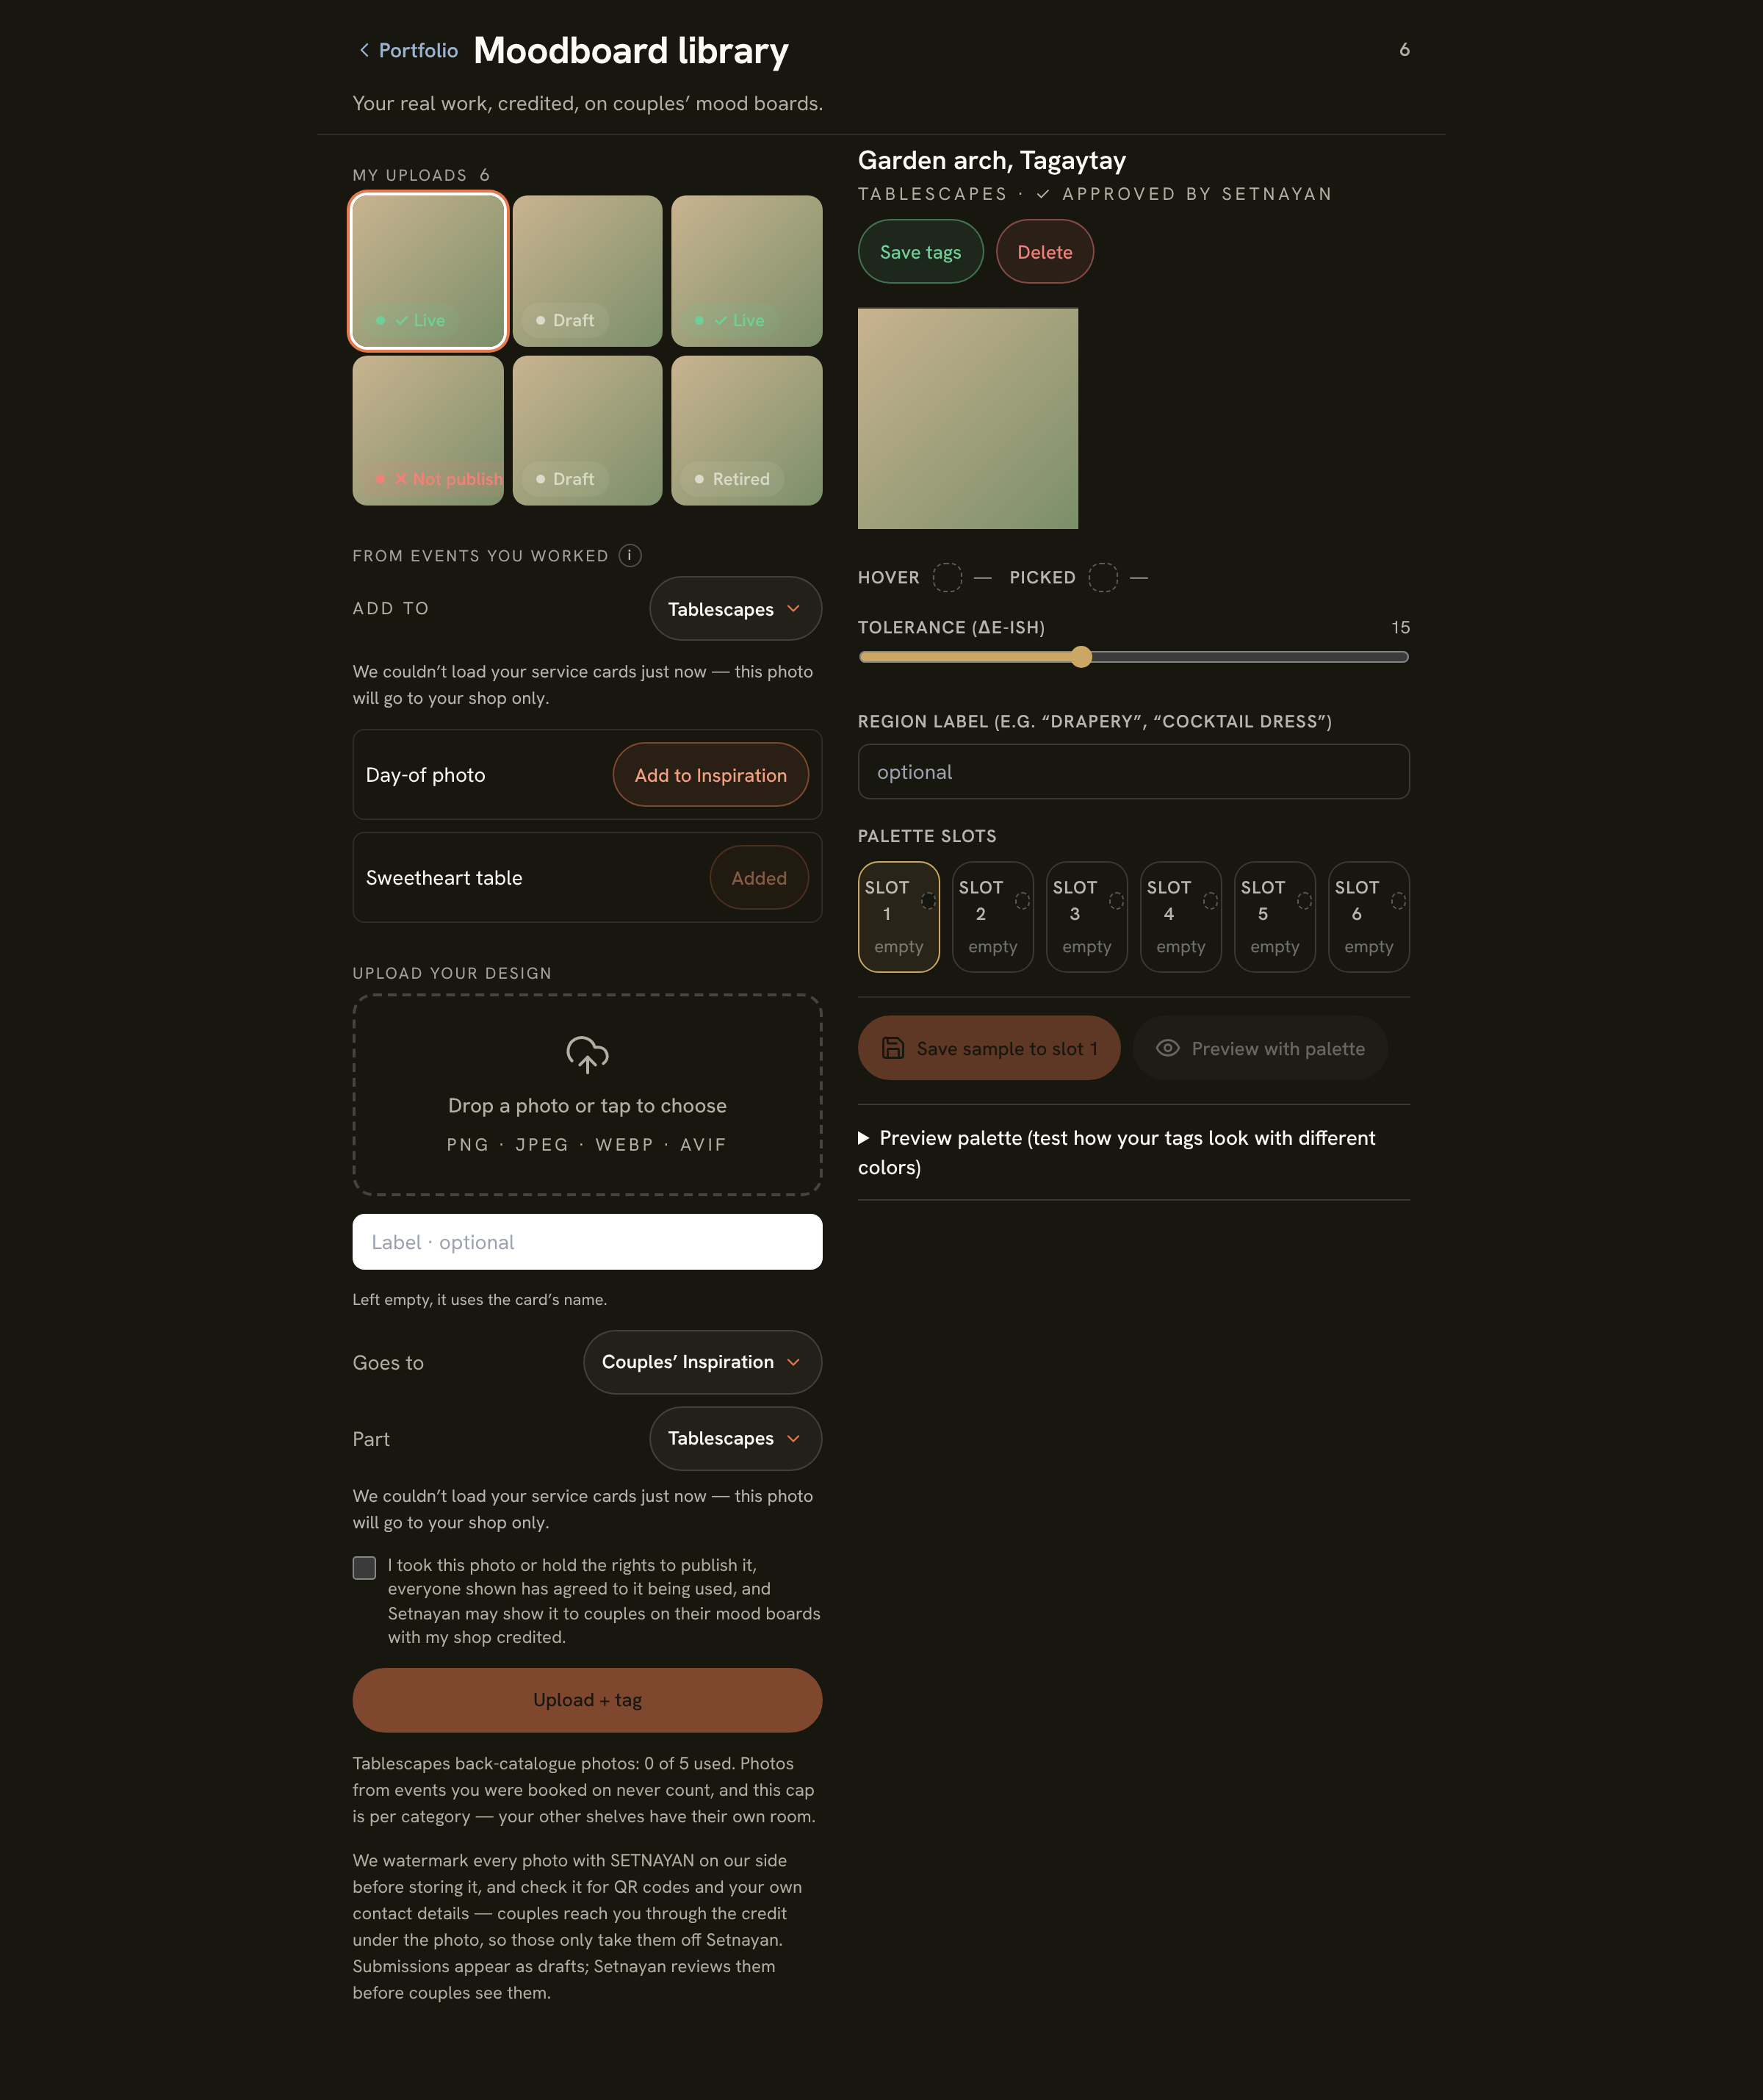 Portfolio
Moodboard library
6
Your real work, credited, on couples’ mood boards.
MY UPLOADS 6
✓ Live
Draft
✓ Live
✕ Not publish
Draft
Retired
FROM EVENTS YOU WORKED i
ADD TO
Tablescapes
We couldn’t load your service cards just now — this photo
will go to your shop only.
Day-of photo
Add to Inspiration
Sweetheart table
Added
UPLOAD YOUR DESIGN
Drop a photo or tap to choose
PNG · JPEG · WEBP · AVIF
Label · optional
Left empty, it uses the card’s name.
Goes to
Couples’ Inspiration
Part
Tablescapes
We couldn’t load your service cards just now — this photo
will go to your shop only.
I took this photo or hold the rights to publish it,
everyone shown has agreed to it being used, and
Setnayan may show it to couples on their mood boards
with my shop credited.
Upload + tag
Tablescapes back-catalogue photos: 0 of 5 used. Photos
from events you were booked on never count, and this cap
is per category — your other shelves have their own room.
We watermark every photo with SETNAYAN on our side
before storing it, and check it for QR codes and your own
contact details — couples reach you through the credit
under the photo, so those only take them off Setnayan.
Submissions appear as drafts; Setnayan reviews them
before couples see them.
Garden arch, Tagaytay
TABLESCAPES · ✓ APPROVED BY SETNAYAN
Save tags
Delete
HOVER — PICKED —
TOLERANCE (ΔE-ISH)
15
REGION LABEL (E.G. “DRAPERY”, “COCKTAIL DRESS”)
optional
PALETTE SLOTS
SLOT 1
empty
SLOT 2
empty
SLOT 3
empty
SLOT 4
empty
SLOT 5
empty
SLOT 6
empty
Save sample to slot 1
Preview with palette
Preview palette (test how your tags look with different
colors)